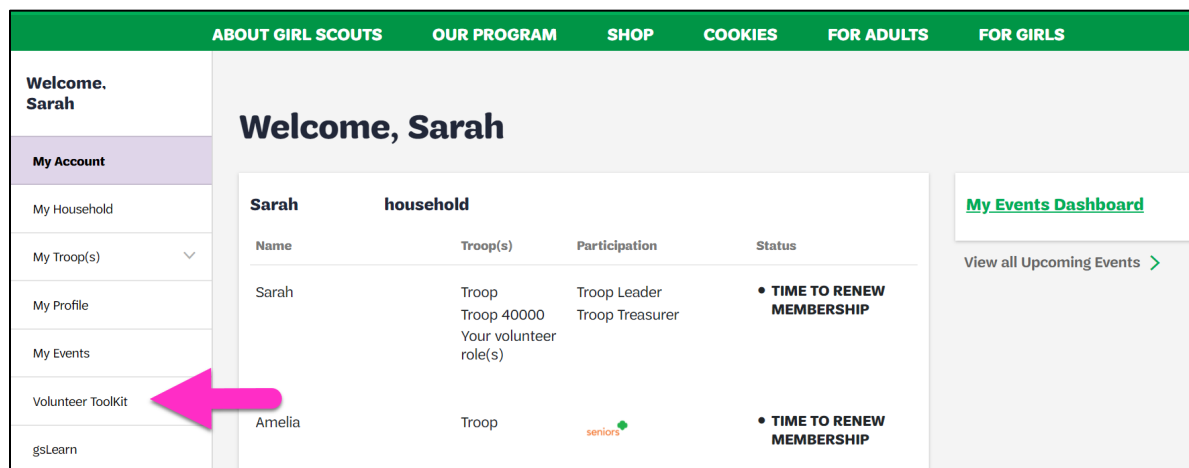 ABOUT GIRL SCOUTS OUR PROGRAM SHOP COOKIES FOR ADULTS FOR GIRLS
Welcome,
Sarah
My Account
My Household
My Troop(s)
My Profile
My Events
Volunteer ToolKit
gsLearn
Welcome, Sarah
Sarah household
Name Troop(s) Participation Status
Sarah Troop Troop Leader • TIME TO RENEW
Troop 40000 Troop Treasurer MEMBERSHIP
Your volunteer
role(s)
Amelia Troop seniors • TIME TO RENEW
MEMBERSHIP
My Events Dashboard
View all Upcoming Events